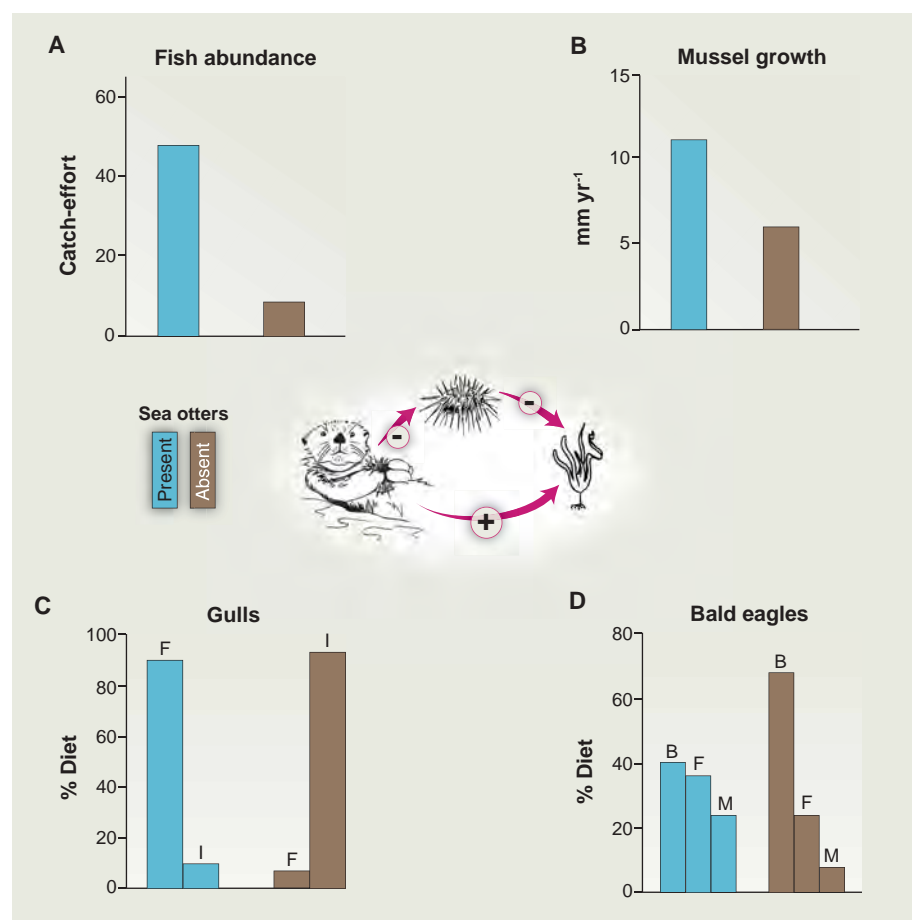 A
Fish abundance
60
40
20
0
Catch-effort
B
Mussel growth
15
10
5
0
mm yr-1
Sea otters
Present
Absent
-
-
+
C
Gulls
100
80
60
40
20
0
% Diet
F
I
F
I
D
Bald eagles
80
60
40
20
0
% Diet
B
F
M
B
F
M